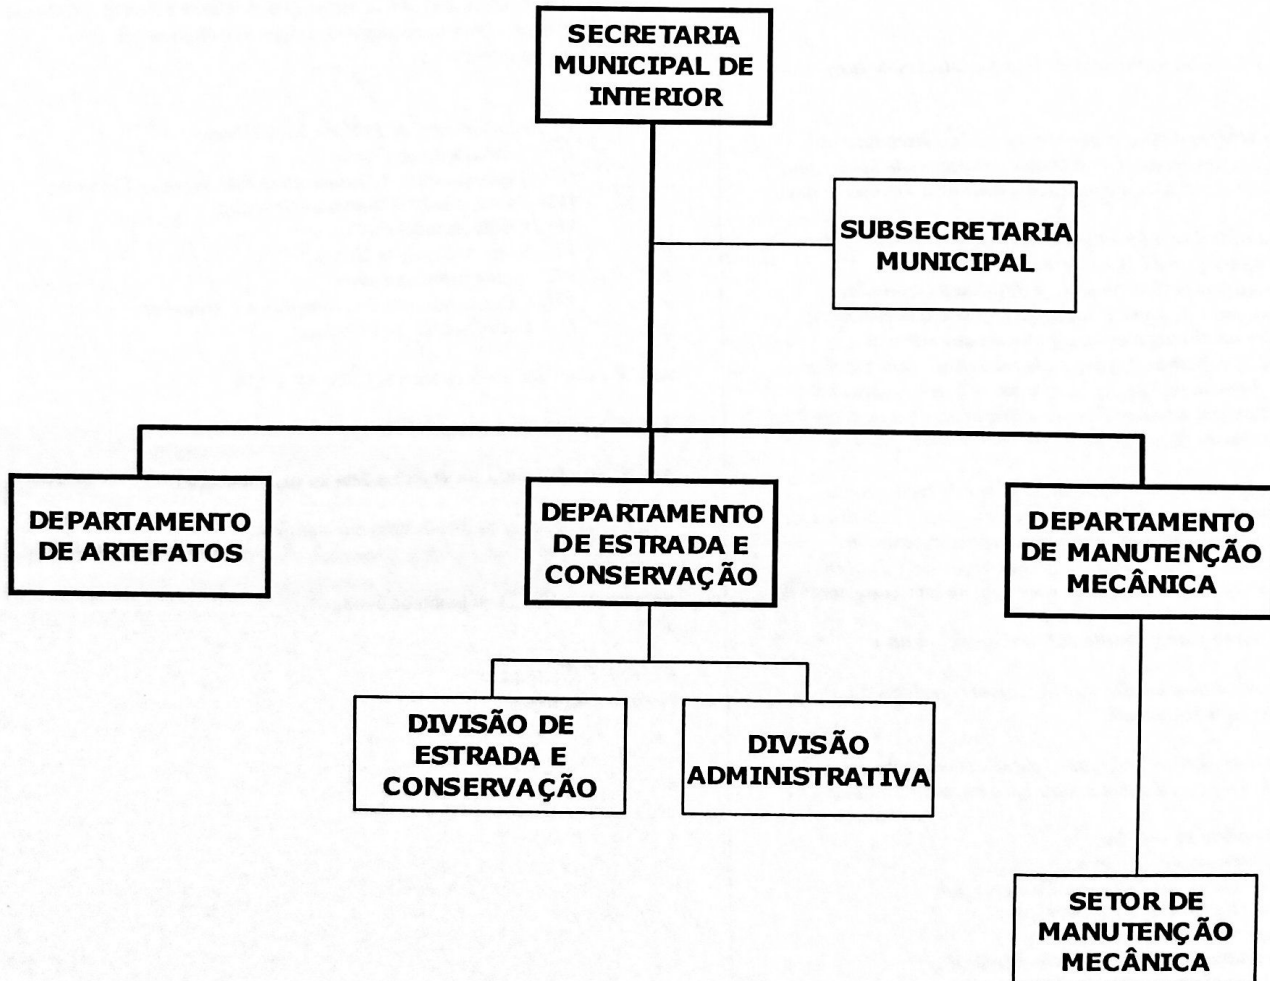 SECRETARIA
MUNICIPAL DE
INTERIOR
SUBSECRETARIA
MUNICIPAL
DEPARTAMENTO
DE ARTEFATOS
DEPARTAMENTO
DE ESTRADA E
CONSERVAÇÃO
DEPARTAMENTO
DE MANUTENÇÃO
MECÂNICA
DIVISÃO DE
ESTRADA E
CONSERVAÇÃO
DIVISÃO
ADMINISTRATIVA
SETOR DE
MANUTENÇÃO
MECÂNICA